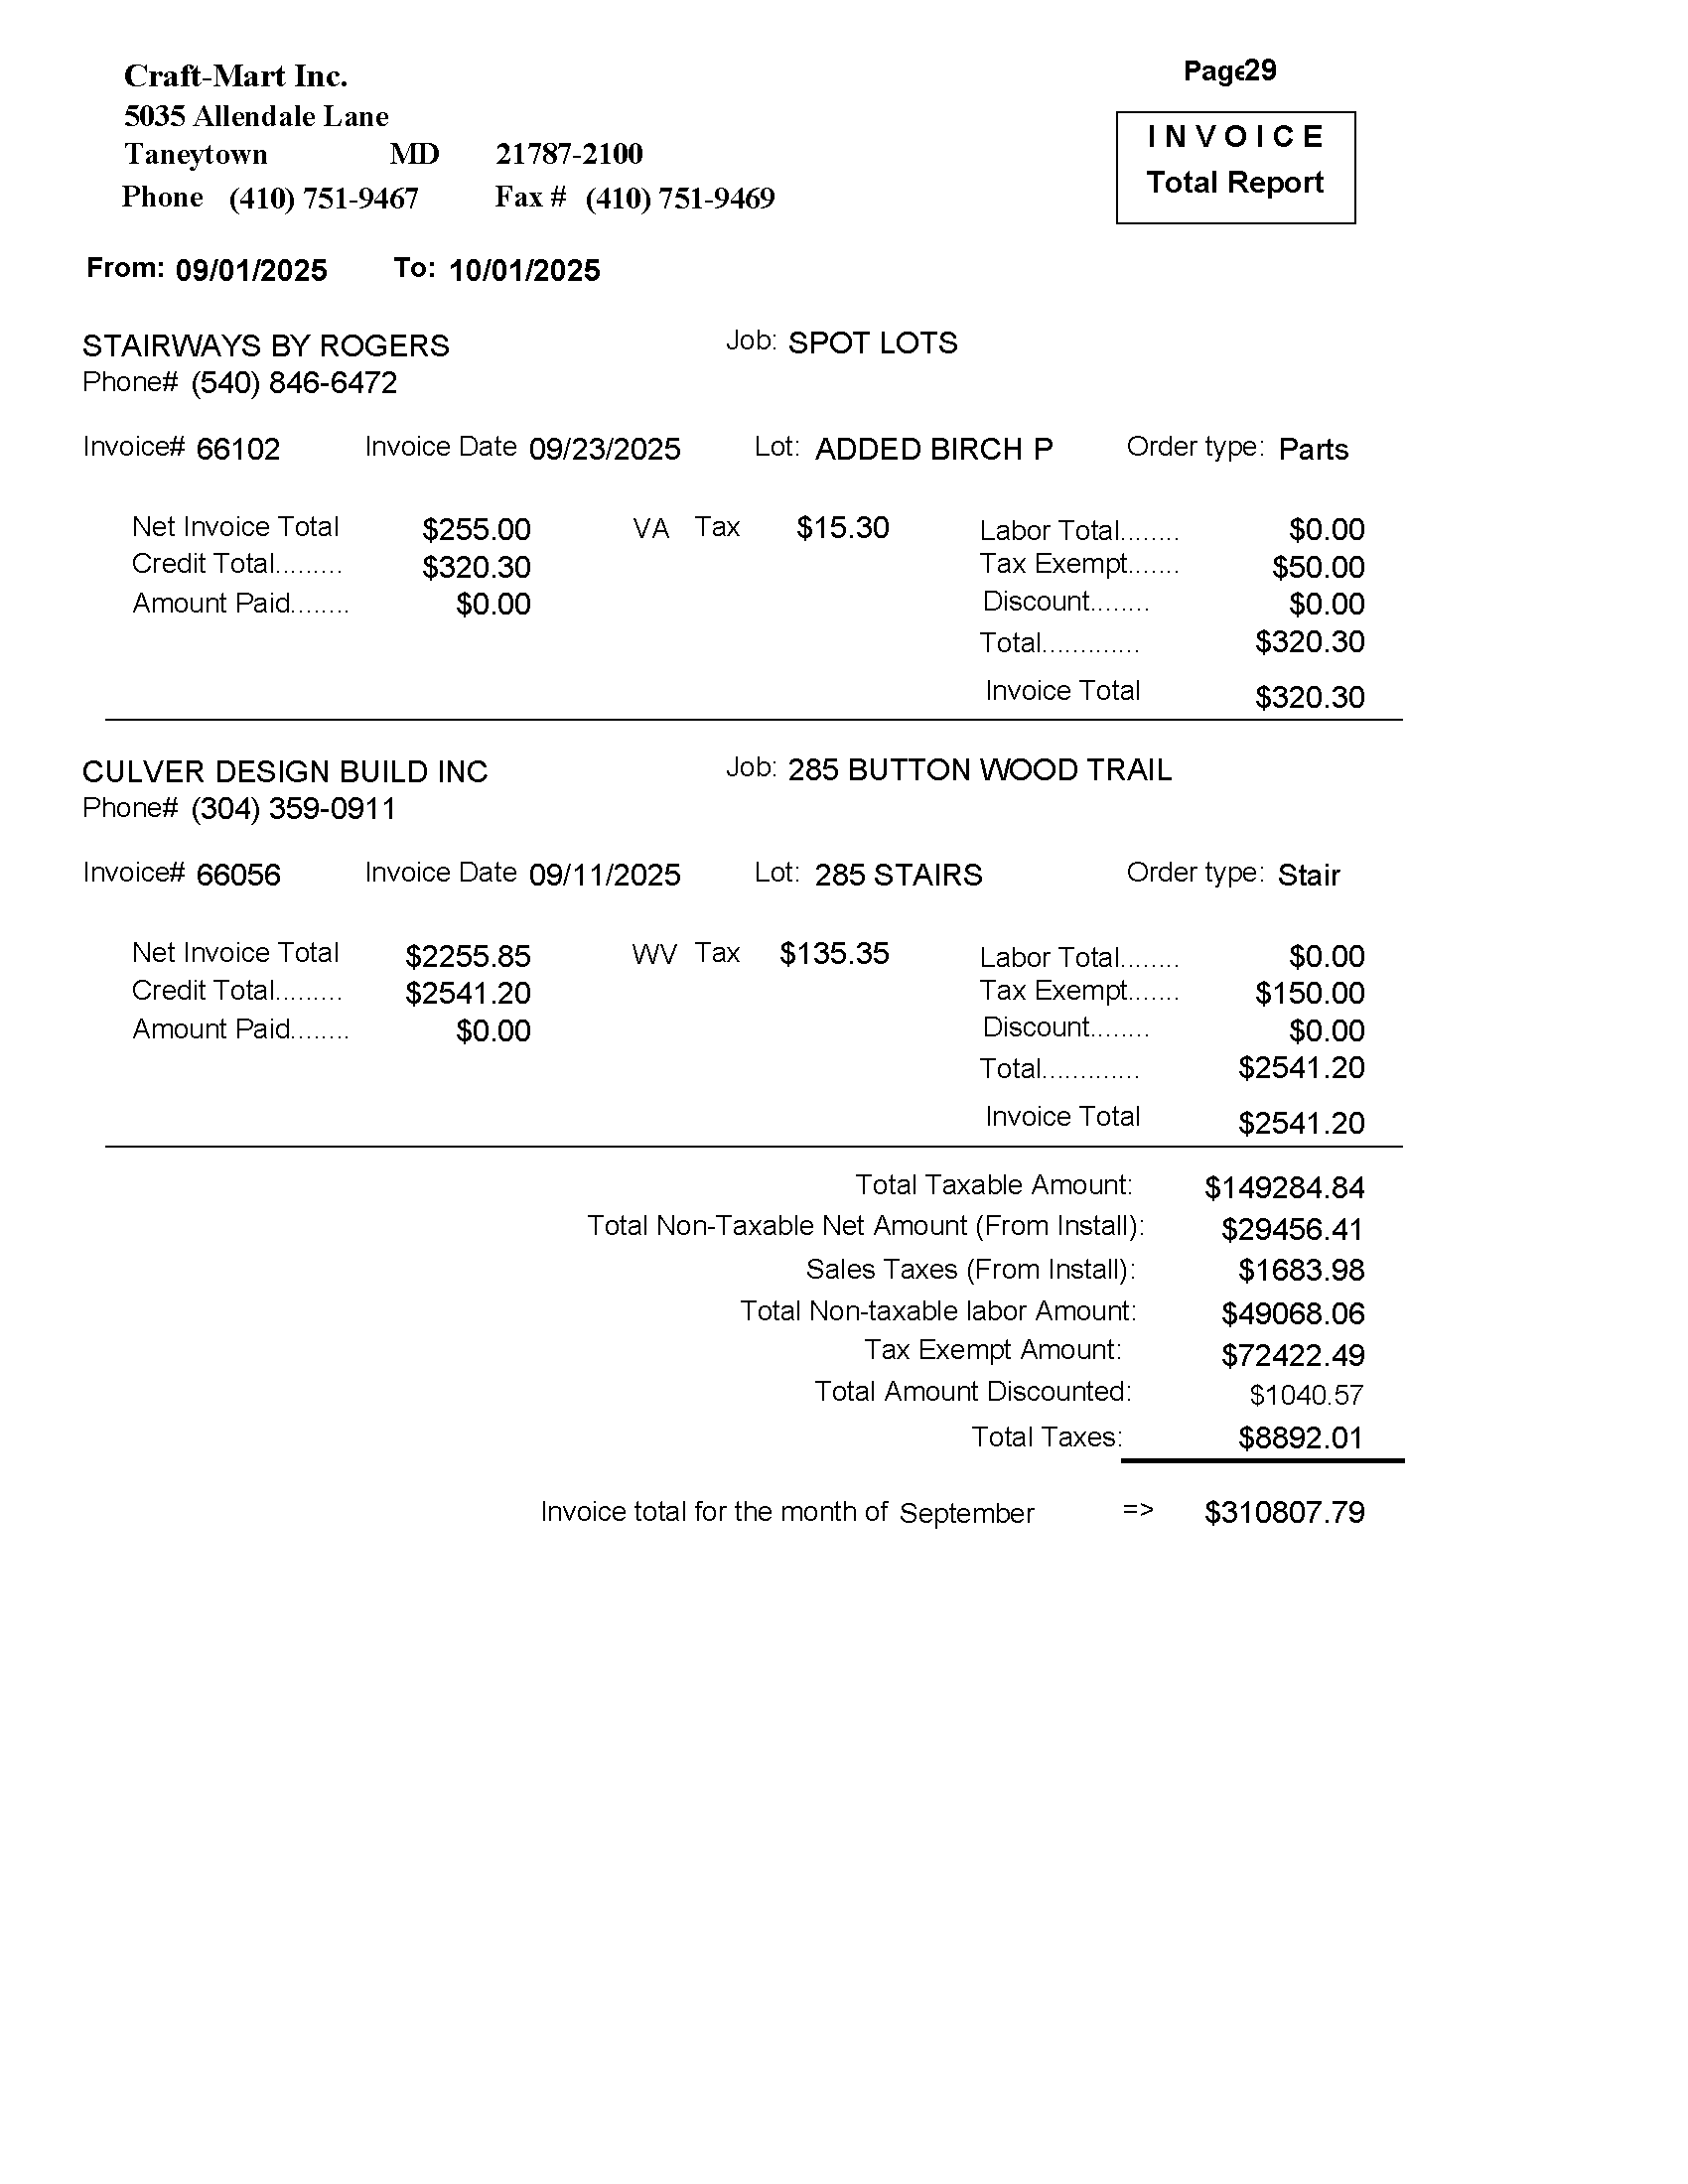 Craft-Mart Inc.
Page29
5035 Allendale Lane
INVOICE
Taneytown MD 21787-2100
Total Report
Phone (410) 751-9467 Fax # (410) 751-9469
From: 09/01/2025 To: 10/01/2025
STAIRWAYS BY ROGERS Job: SPOT LOTS
Phone# (540) 846-6472
Invoice# 66102 Invoice Date 09/23/2025 Lot: ADDED BIRCH P Order type: Parts
Net Invoice Total $255.00 VA Tax $15.30 Labor Total........ $0.00
Credit Total......... $320.30 Tax Exempt....... $50.00
Amount Paid........ $0.00 Discount........ $0.00
Total............. $320.30
Invoice Total $320.30
CULVER DESIGN BUILD INC Job: 285 BUTTON WOOD TRAIL
Phone# (304) 359-0911
Invoice# 66056 Invoice Date 09/11/2025 Lot: 285 STAIRS Order type: Stair
Net Invoice Total $2255.85 WV Tax $135.35 Labor Total........ $0.00
Credit Total......... $2541.20 Tax Exempt....... $150.00
Amount Paid........ $0.00 Discount........ $0.00
Total............. $2541.20
Invoice Total $2541.20
Total Taxable Amount: $149284.84
Total Non-Taxable Net Amount (From Install): $29456.41
Sales Taxes (From Install): $1683.98
Total Non-taxable labor Amount: $49068.06
Tax Exempt Amount: $72422.49
Total Amount Discounted: $1040.57
Total Taxes: $8892.01
Invoice total for the month of September => $310807.79